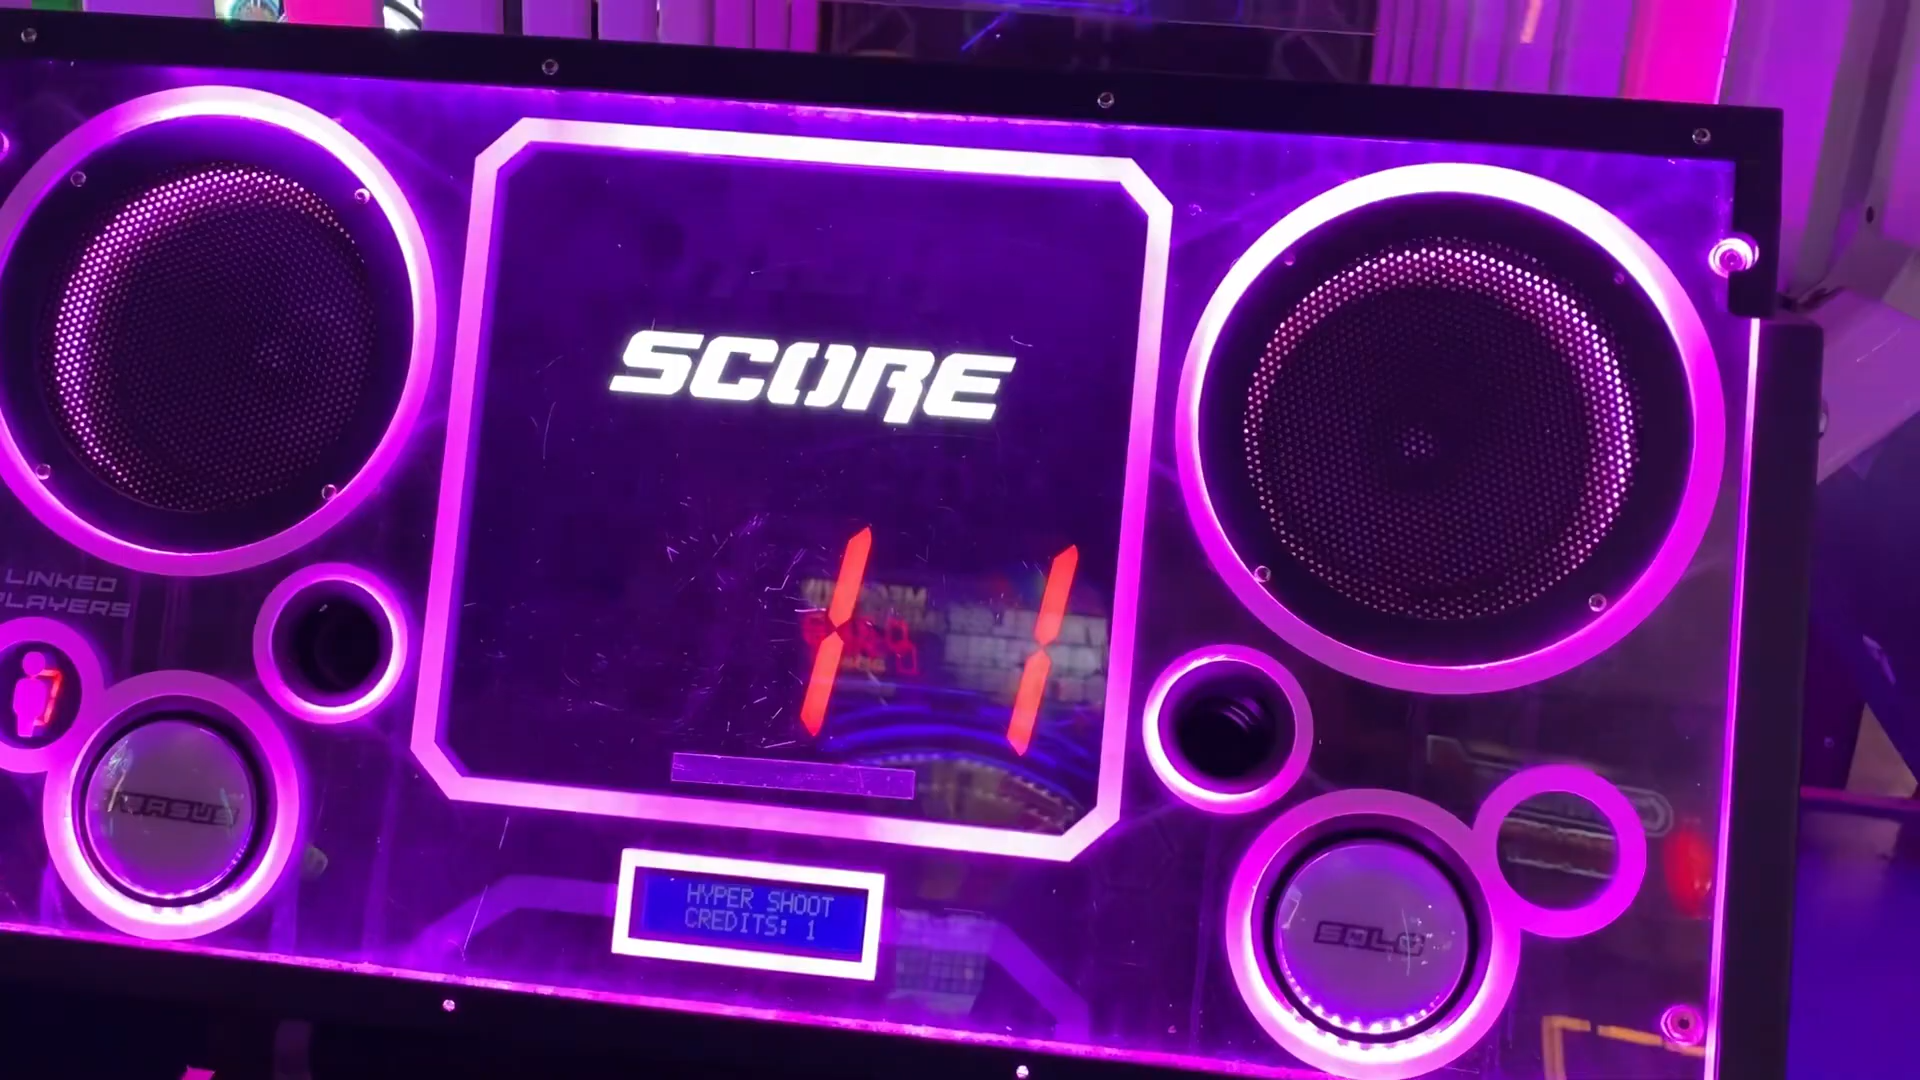 SCORE
11
LINKED
PLAYERS
HYPER SHOOT
CREDITS: 1
SOLO